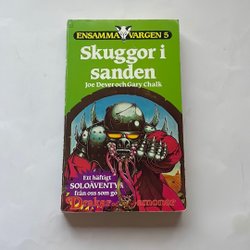 ENSAMMA VARGEN 5
Skuggor i
sanden
Joe Dever och Gary Chalk
Ett häftigt
SOLOÄVENTYR
från oss som gör
Drakar och Demoner